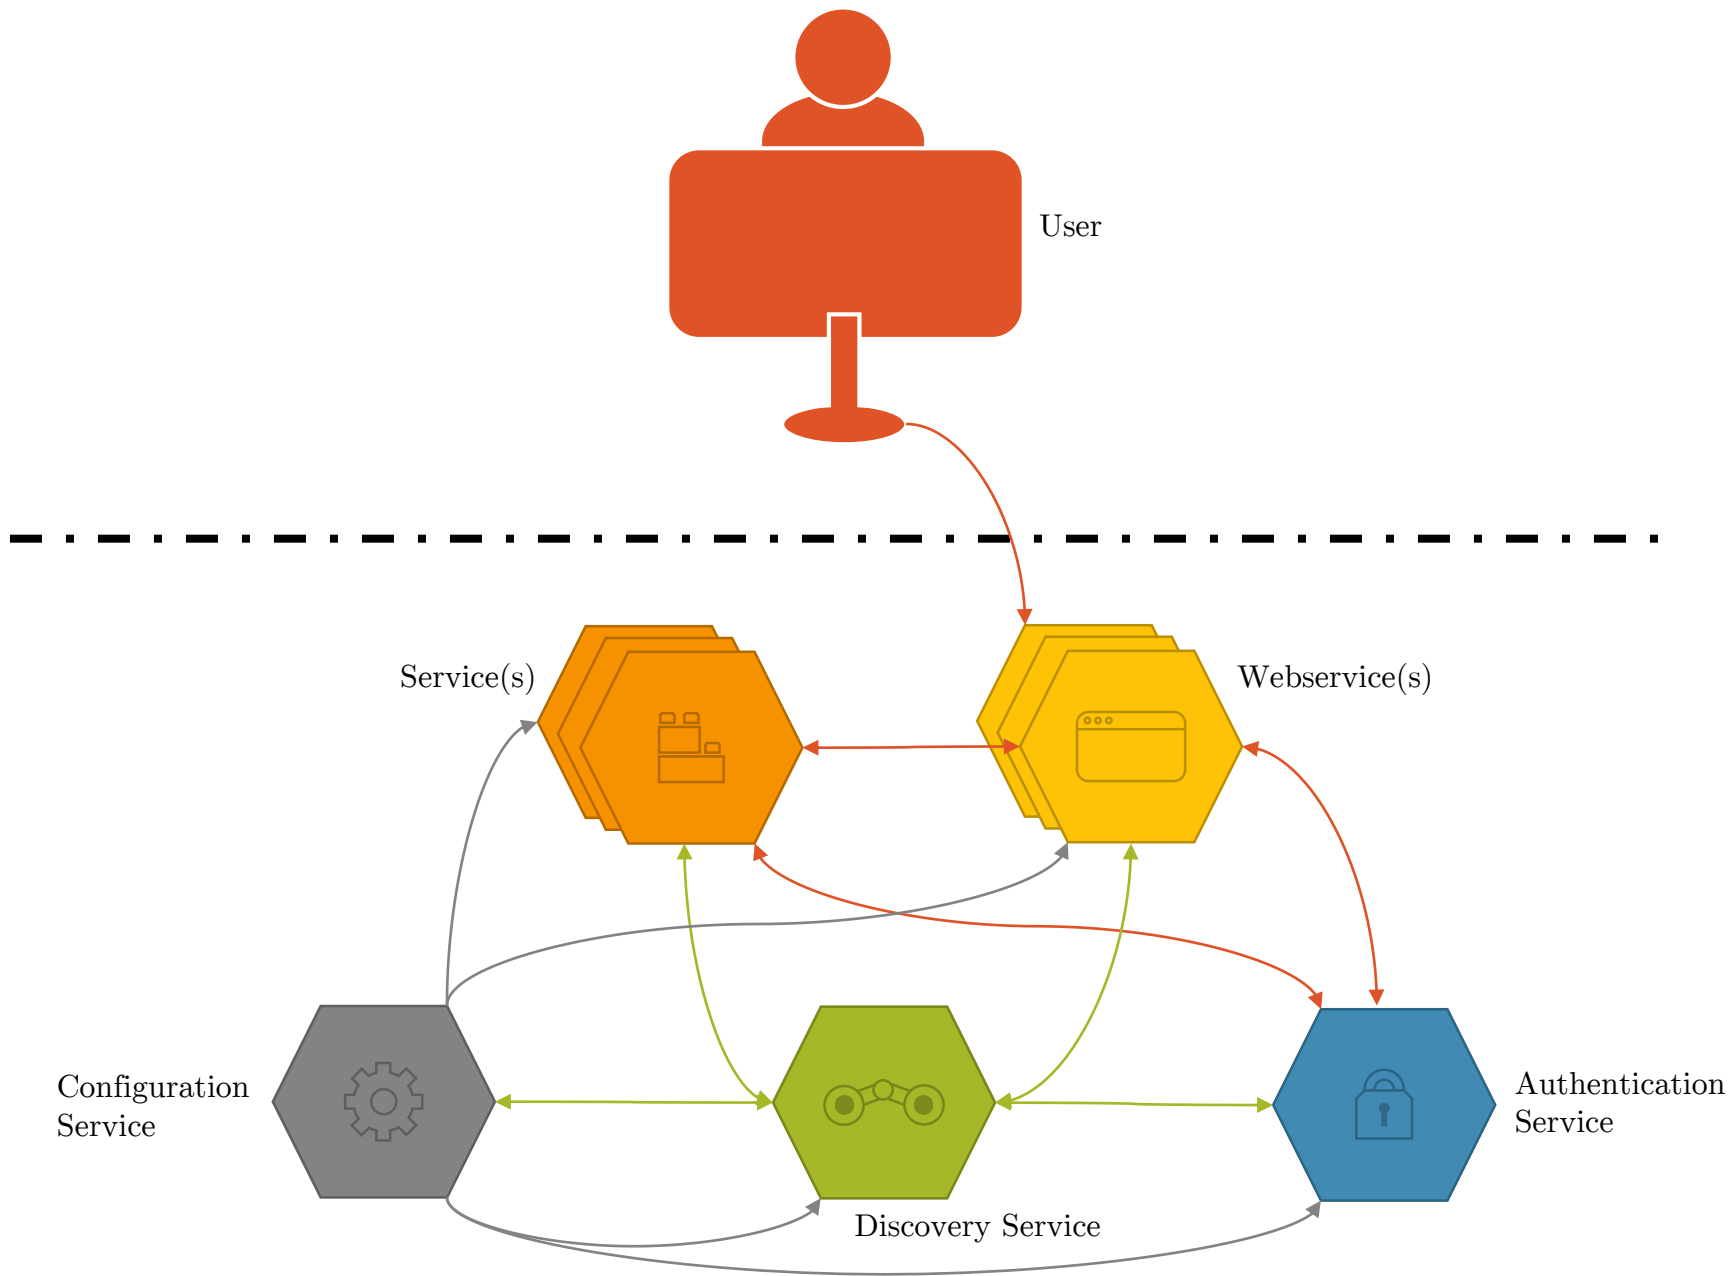 User
Service(s)
Webservice(s)
Configuration
Service
Authentication
Service
Discovery Service